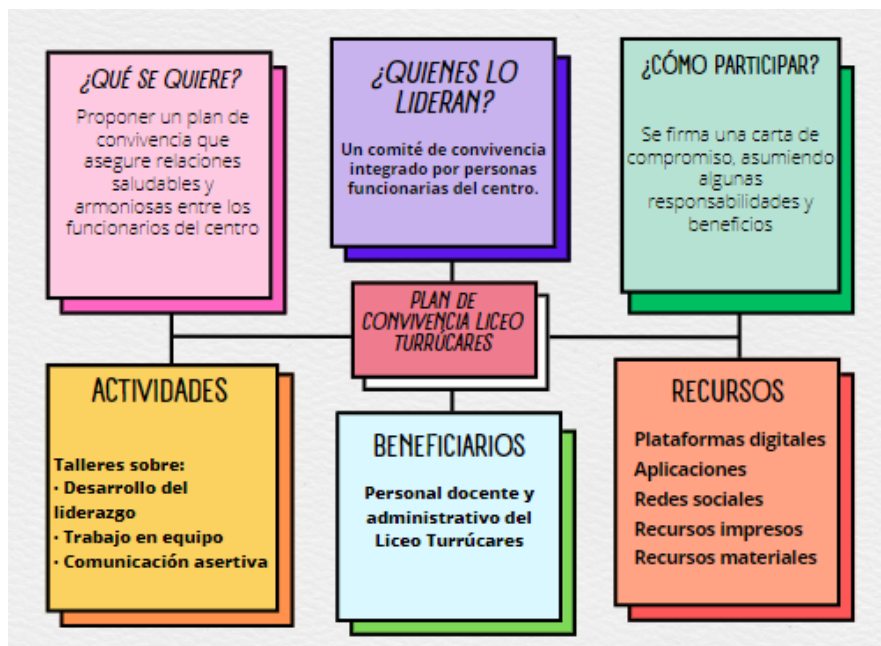 ¿QUÉ SE QUIERE?
Proponer un plan de
convivencia que
asegure relaciones
saludables y
armoniosas entre los
funcionarios del centro
¿QUIENES LO
LIDERAN?
Un comité de convivencia
integrado por personas
funcionarias del centro.
¿CÓMO PARTICIPAR?
Se firma una carta de
compromiso, asumiendo
algunas
responsabilidades y
beneficios
PLAN DE
CONVIVENCIA LICEO
TURRÚCARES
ACTIVIDADES
Talleres sobre:
· Desarrollo del
liderazgo
· Trabajo en equipo
· Comunicación asertiva
BENEFICIARIOS
Personal docente y
administrativo del
Liceo Turrúcares
RECURSOS
Plataformas digitales
Aplicaciones
Redes sociales
Recursos impresos
Recursos materiales